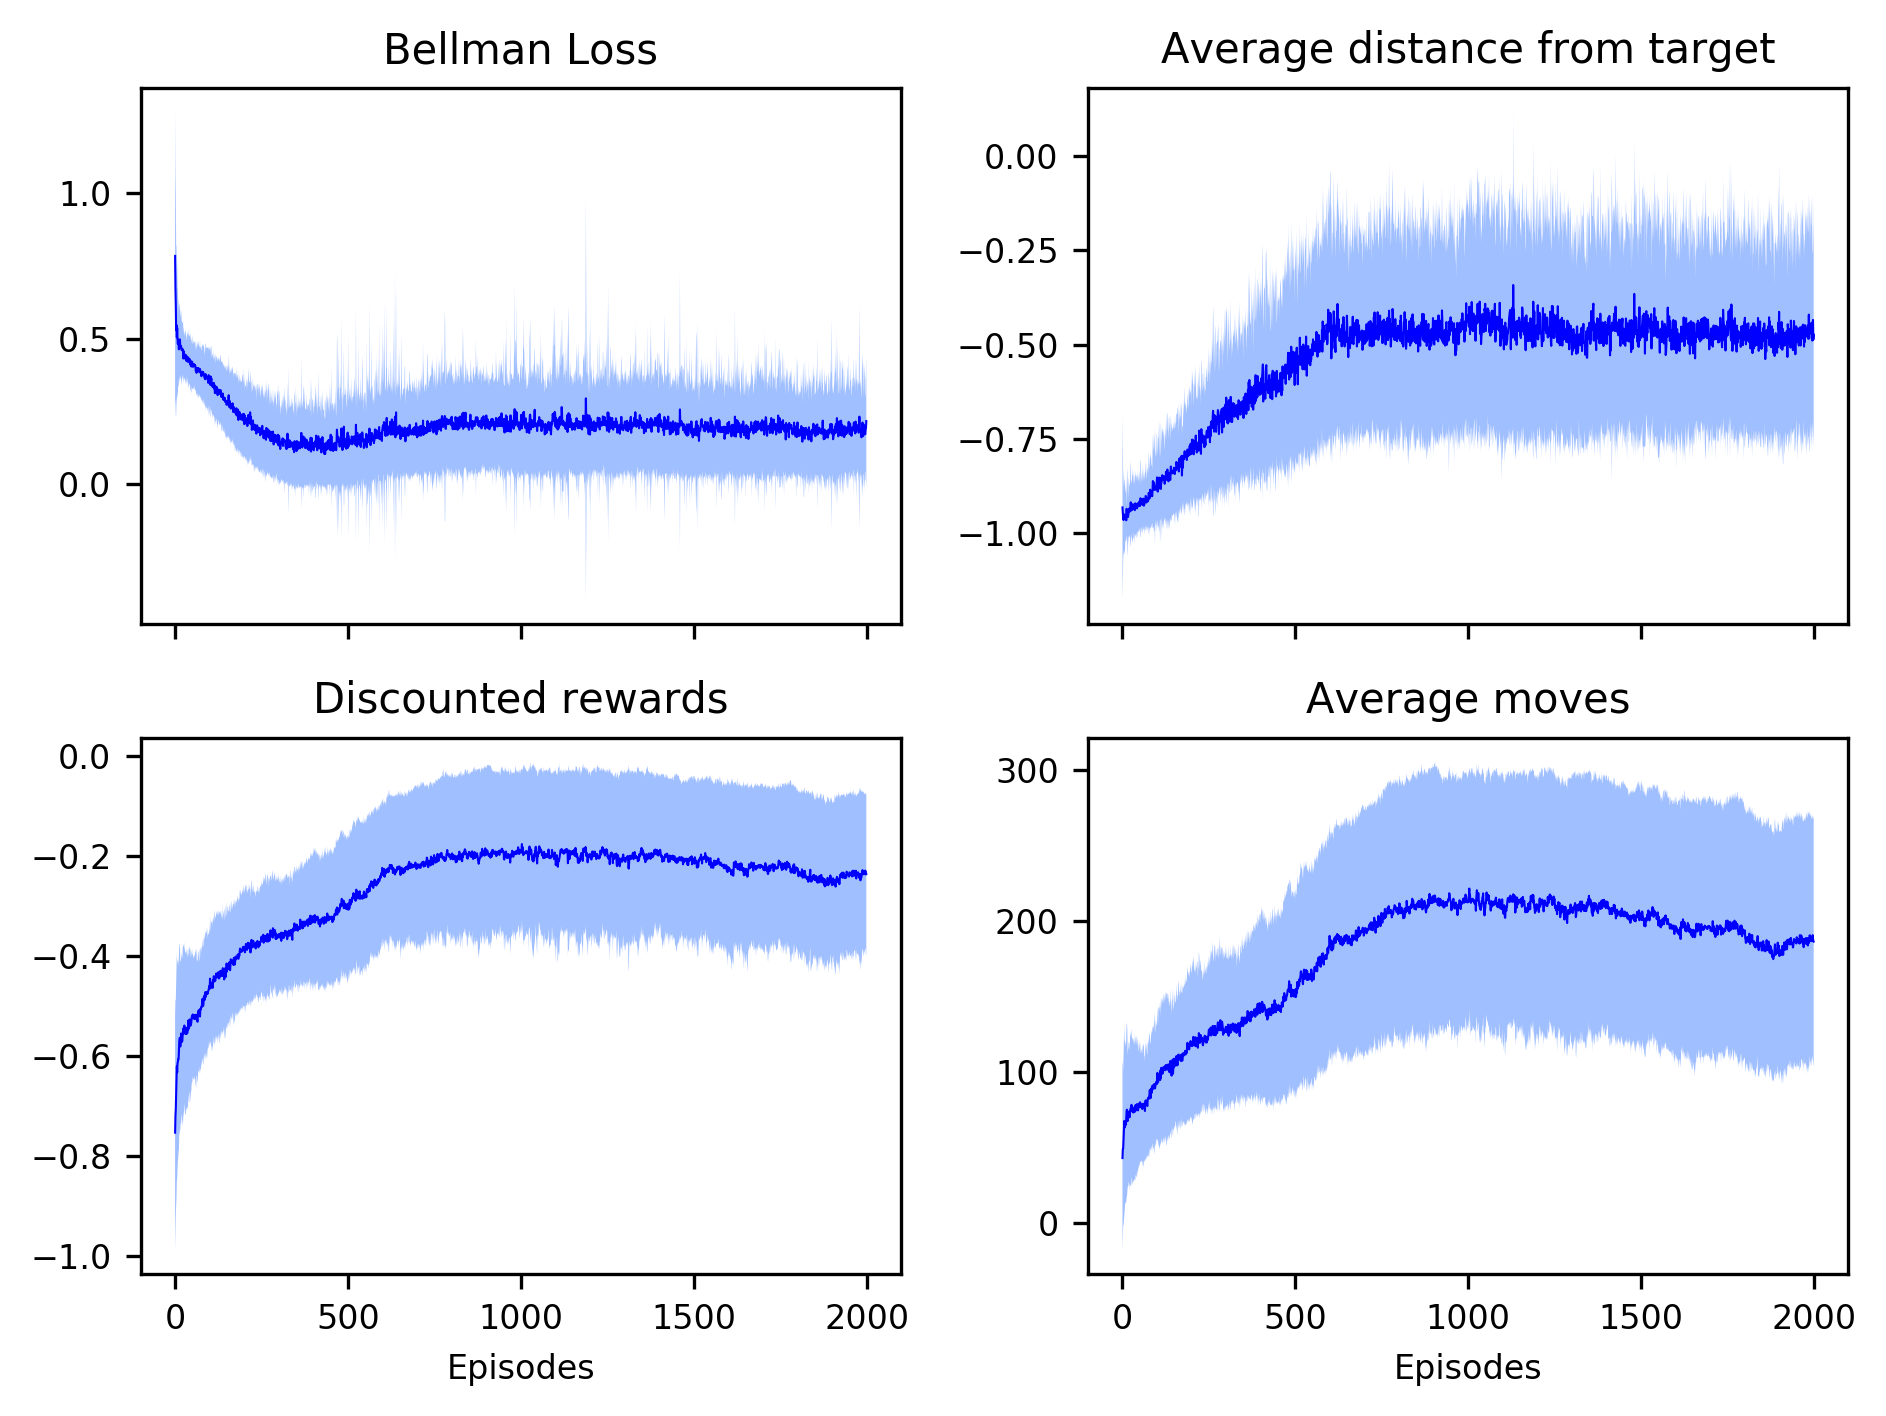 Bellman Loss
1.0
0.5
0.0
Average distance from target
0.00
−0.25
−0.50
−0.75
−1.00
Discounted rewards
0.0
−0.2
−0.4
−0.6
−0.8
−1.0
0 500 1000 1500 2000
Episodes
Average moves
300
200
100
0
0 500 1000 1500 2000
Episodes